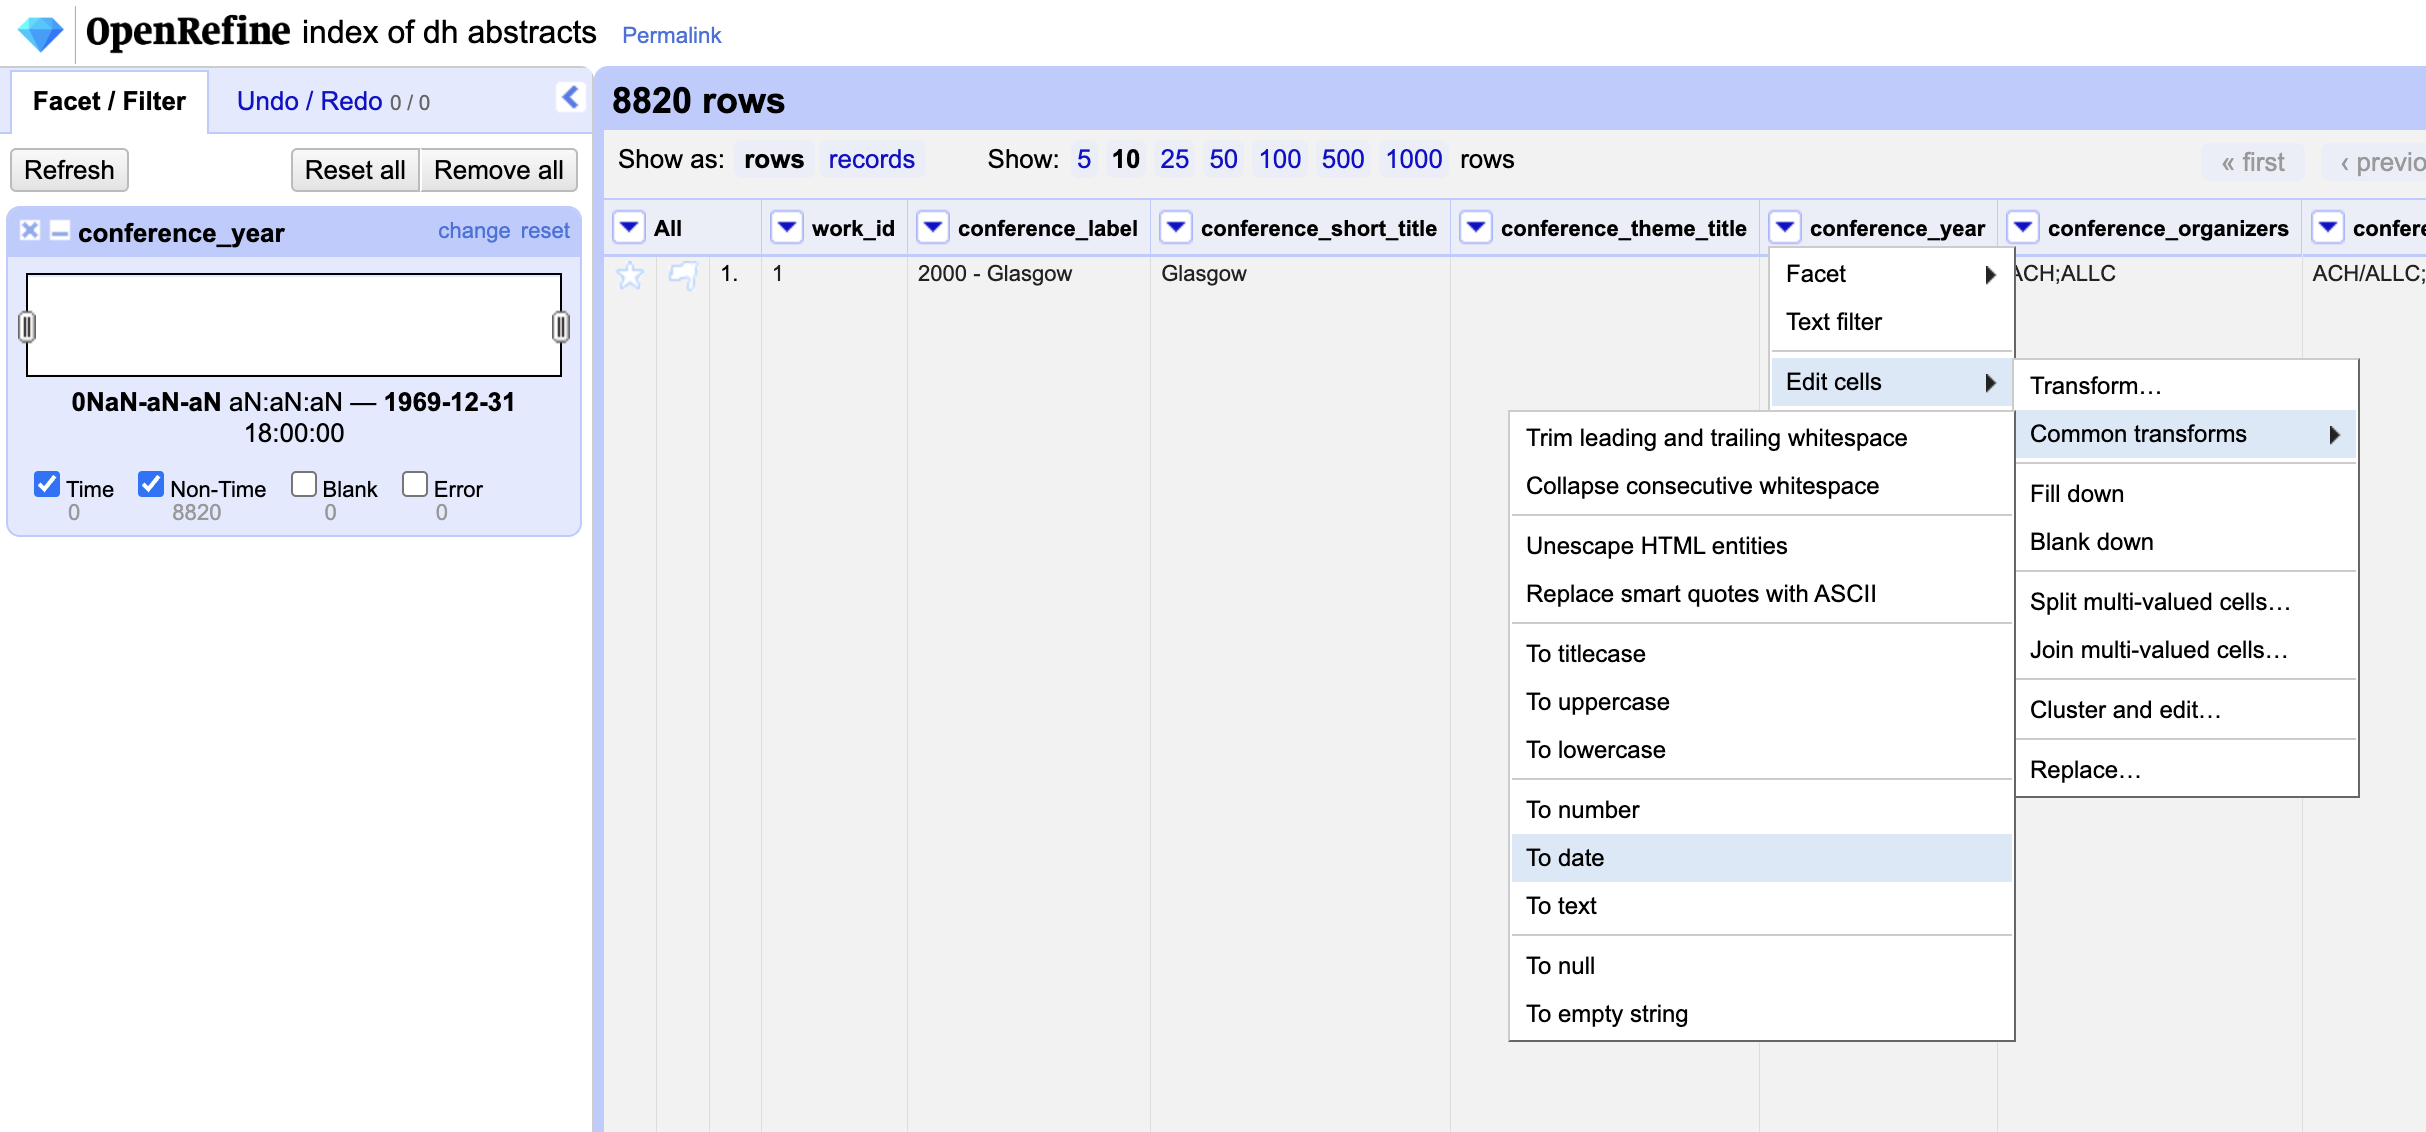 OpenRefine index of dh abstracts Permalink
Facet / Filter Undo / Redo 0 / 0
Refresh Reset all Remove all
conference_year change reset
0NaN-aN-aN aN:aN:aN — 1969-12-31
18:00:00
Time Non-Time Blank Error
0 8820 0 0
8820 rows
Show as: rows records Show: 5 10 25 50 100 500 1000 rows « first ‹ previo
All work_id conference_label conference_short_title conference_theme_title conference_year conference_organizers confere
1. 1 2000 - Glasgow Glasgow ACH;ALLC ACH/ALLC;
Facet
Text filter
Edit cells
Transform…
Common transforms
Fill down
Blank down
Split multi-valued cells…
Join multi-valued cells…
Cluster and edit…
Replace…
Trim leading and trailing whitespace
Collapse consecutive whitespace
Unescape HTML entities
Replace smart quotes with ASCII
To titlecase
To uppercase
To lowercase
To number
To date
To text
To null
To empty string